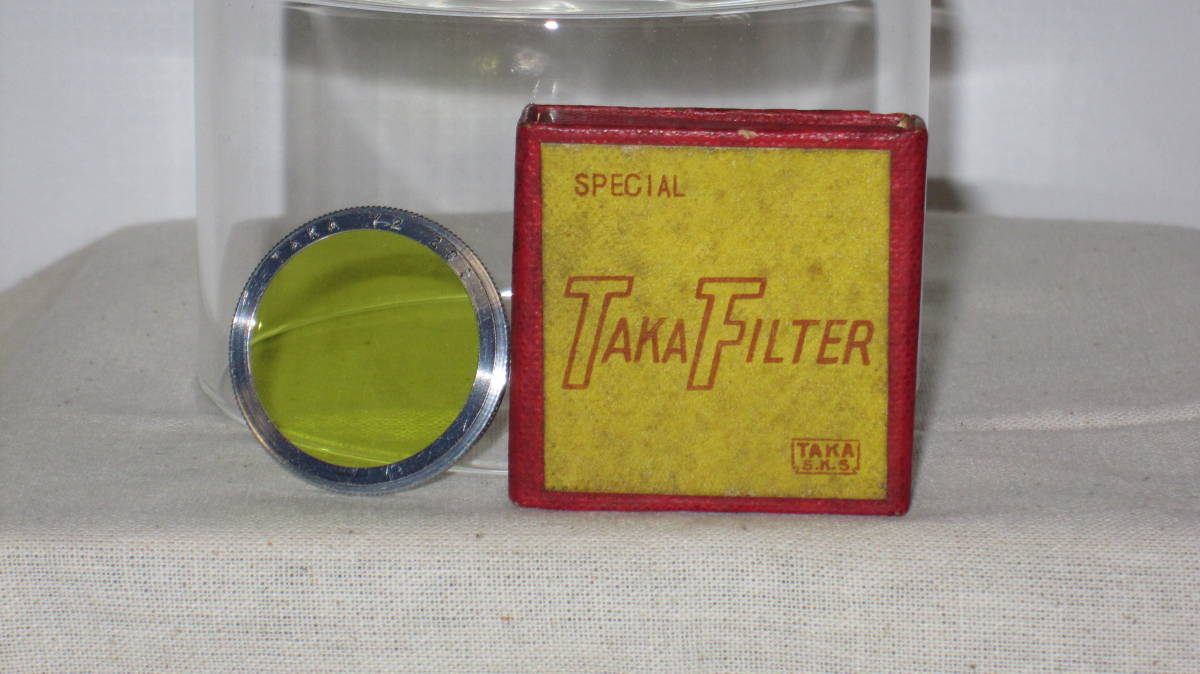 TAKA Y2
SPECIAL
TAKA FILTER
TAKA
S.K.S.